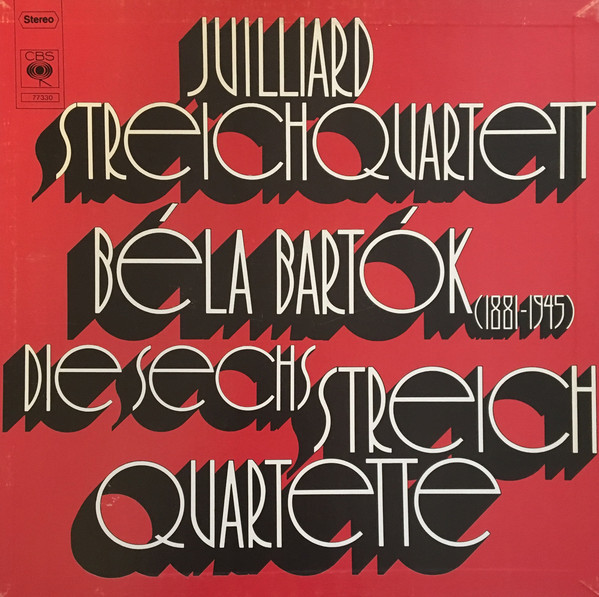 Stereo
CBS
77330
JUILLIARD
STREICHQUARTETT
BÉLA BARTÓK (1881-1945)
DIE SECHS STREICH
QUARTETTE